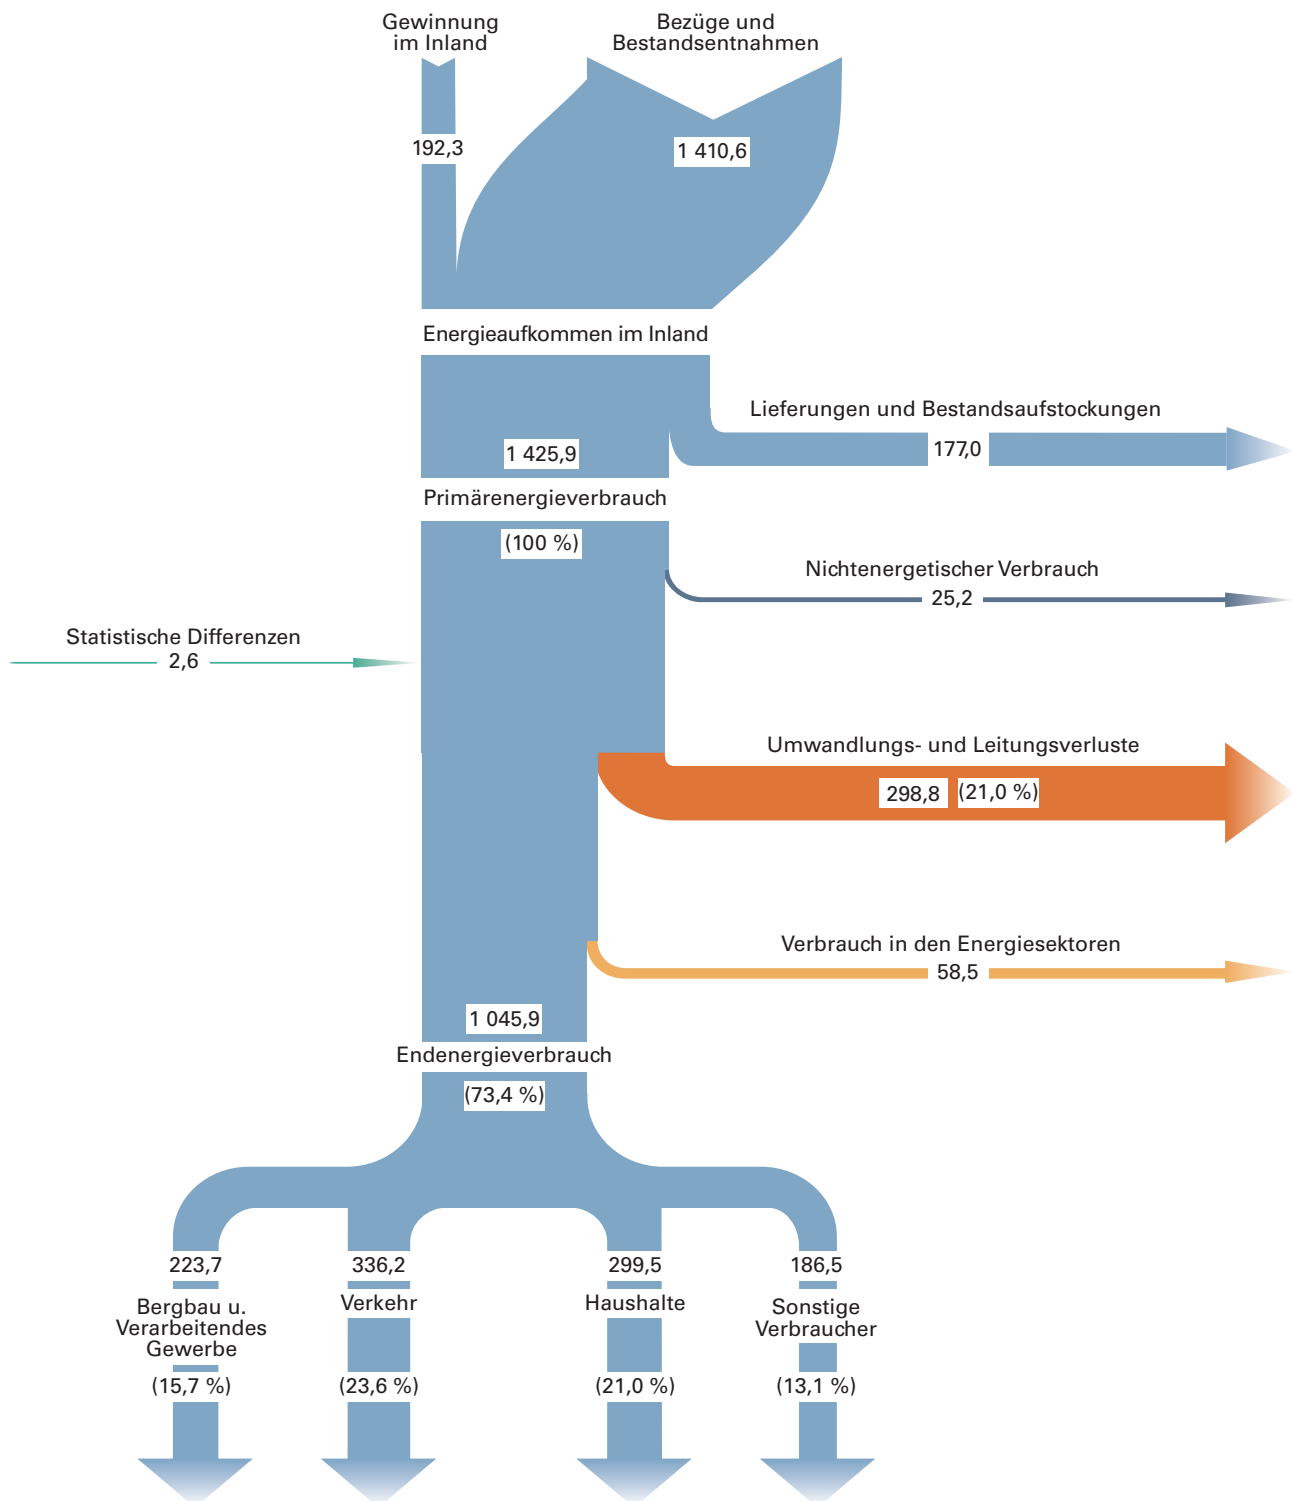 Gewinnung
im Inland
Bezüge und
Bestandsentnahmen
192,3
1 410,6
Energieaufkommen im Inland
Lieferungen und Bestandsaufstockungen
177,0
1 425,9
Primärenergieverbrauch
(100 %)
Nichtenergetischer Verbrauch
25,2
Statistische Differenzen
2,6
Umwandlungs- und Leitungsverluste
298,8 (21,0 %)
Verbrauch in den Energiesektoren
58,5
1 045,9
Endenergieverbrauch
(73,4 %)
223,7
336,2
299,5
186,5
Bergbau u.
Verarbeitendes
Gewerbe
Verkehr
Haushalte
Sonstige
Verbraucher
(15,7 %)
(23,6 %)
(21,0 %)
(13,1 %)